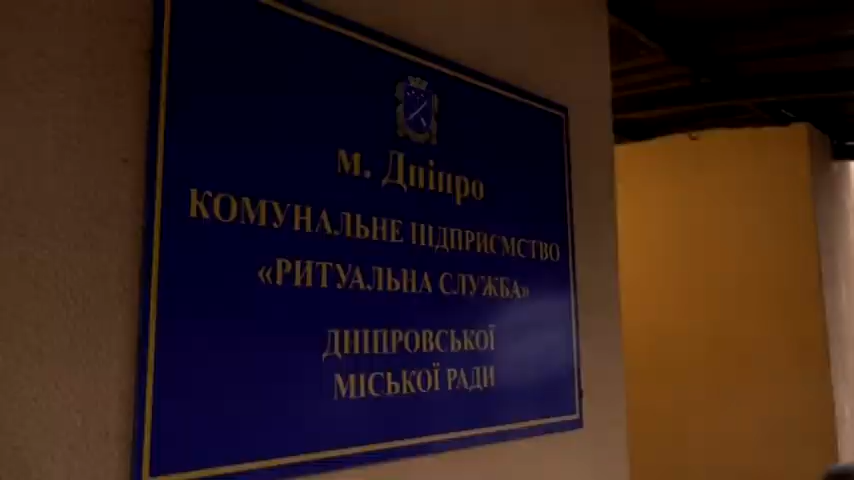 м. Дніпро
КОМУНАЛЬНЕ ПІДПРИЄМСТВО
«РИТУАЛЬНА СЛУЖБА»
ДНІПРОВСЬКОЇ
МІСЬКОЇ РАДИ